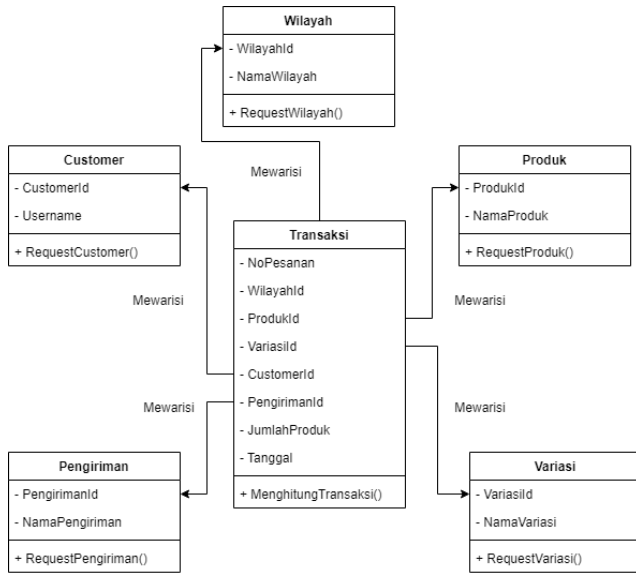 Wilayah
- WilayahId
- NamaWilayah
+ RequestWilayah()
Mewarisi
Customer
- CustomerId
- Username
+ RequestCustomer()
Mewarisi
Produk
- ProdukId
- NamaProduk
+ RequestProduk()
Mewarisi
Transaksi
- NoPesanan
- WilayahId
- ProdukId
- VariasiId
- CustomerId
- PengirimanId
- JumlahProduk
- Tanggal
+ MenghitungTransaksi()
Mewarisi
Pengiriman
- PengirimanId
- NamaPengiriman
+ RequestPengiriman()
Mewarisi
Variasi
- VariasiId
- NamaVariasi
+ RequestVariasi()